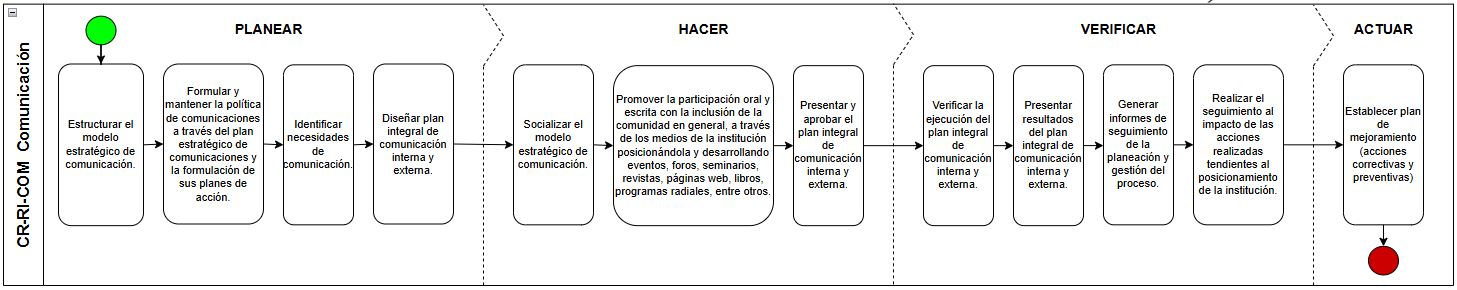 CR-RI-COM Comunicación
PLANEAR
HACER
VERIFICAR
ACTUAR
Estructurar el
modelo
estratégico de
comunicación.
Formular y
mantener la política
de comunicaciones
a través del plan
estratégico de
comunicaciones y
la formulación de
sus planes de
acción.
Identificar
necesidades
de
comunicación.
Diseñar plan
integral de
comunicación
interna y
externa.
Socializar el
modelo
estratégico de
comunicación.
Promover la participación oral y
escrita con la inclusión de la
comunidad en general, a través
de los medios de la institución
posicionándola y desarrollando
eventos, foros, seminarios,
revistas, páginas web, libros,
programas radiales, entre otros.
Presentar y
aprobar el
plan integral
de
comunicación
interna y
externa.
Verificar la
ejecución del
plan integral
de
comunicación
interna y
externa.
Presentar
resultados
del plan
integral de
comunicación
interna y
externa.
Generar
informes de
seguimiento
de la
planeación y
gestión del
proceso.
Realizar el
seguimiento al
impacto de las
acciones
realizadas
tendientes al
posicionamiento
de la institución.
Establecer plan
de
mejoramiento
(acciones
correctivas y
preventivas)